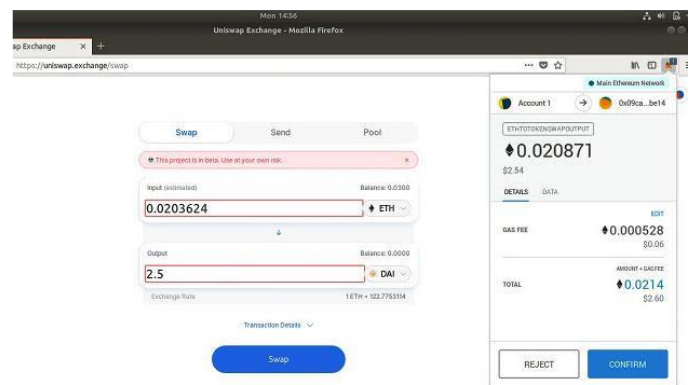 Mon 14:56
Uniswap Exchange - Mozilla Firefox
ap Exchange × +
https://uniswap.exchange/swap
Main Ethereum Network
Account 1 → 0x09ca...be14
Swap Send Pool
This project is in beta. Use at your own risk. ×
Input (estimated) Balance: 0.0300
0.0203624 ETH
↓
Output Balance: 0.0000
2.5 DAI
Exchange Rate 1 ETH = 122.7753114
Transaction Details
Swap
ETHTOTOKENSWAPOUTPUT
0.020871
$2.54
DETAILS DATA
EDIT
GAS FEE 0.000528
$0.06
AMOUNT + GAS FEE
TOTAL 0.0214
$2.60
REJECT CONFIRM